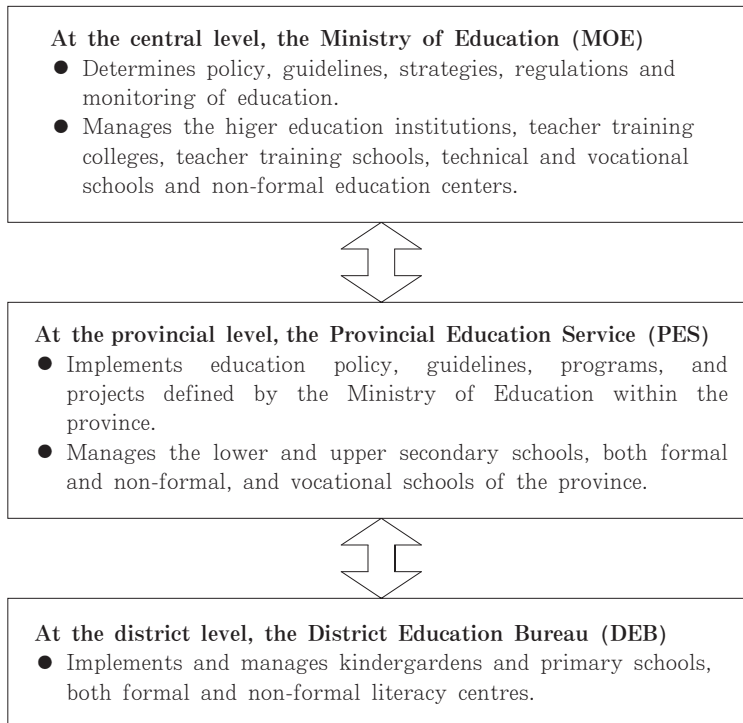 At the central level, the Ministry of Education (MOE)
● Determines policy, guidelines, strategies, regulations and
monitoring of education.
● Manages the higer education institutions, teacher training
colleges, teacher training schools, technical and vocational
schools and non-formal education centers.
At the provincial level, the Provincial Education Service (PES)
● Implements education policy, guidelines, programs, and
projects defined by the Ministry of Education within the
province.
● Manages the lower and upper secondary schools, both formal
and non-formal, and vocational schools of the province.
At the district level, the District Education Bureau (DEB)
● Implements and manages kindergardens and primary schools,
both formal and non-formal literacy centres.